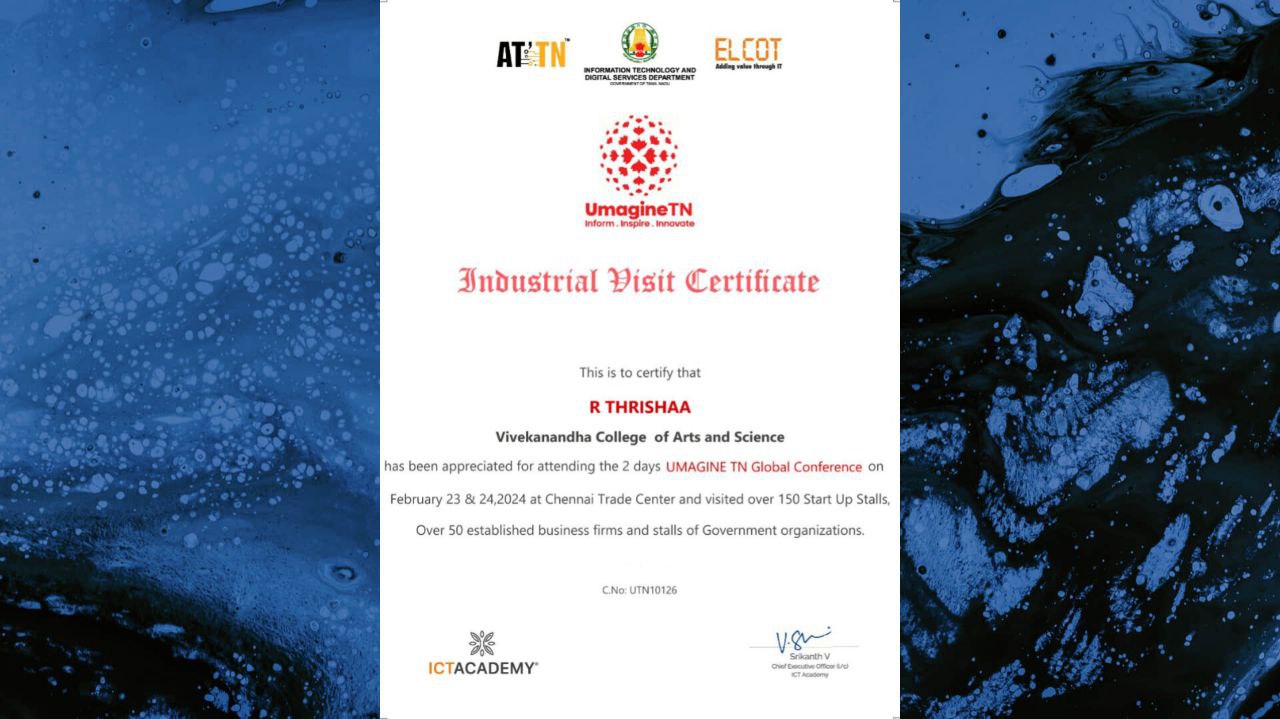 AT'TN™
INFORMATION TECHNOLOGY AND
DIGITAL SERVICES DEPARTMENT
GOVERNMENT OF TAMIL NADU
ELCOT
Adding value through IT
UmagineTN
Inform . Inspire . Innovate
Industrial Visit Certificate
This is to certify that
R THRISHAA
Vivekanandha College of Arts and Science
has been appreciated for attending the 2 days UMAGINE TN Global Conference on
February 23 & 24,2024 at Chennai Trade Center and visited over 150 Start Up Stalls,
Over 50 established business firms and stalls of Government organizations.
C.No: UTN10126
ICTACADEMY®
V.Sri
Srikanth V
Chief Executive Officer (i/c)
ICT Academy